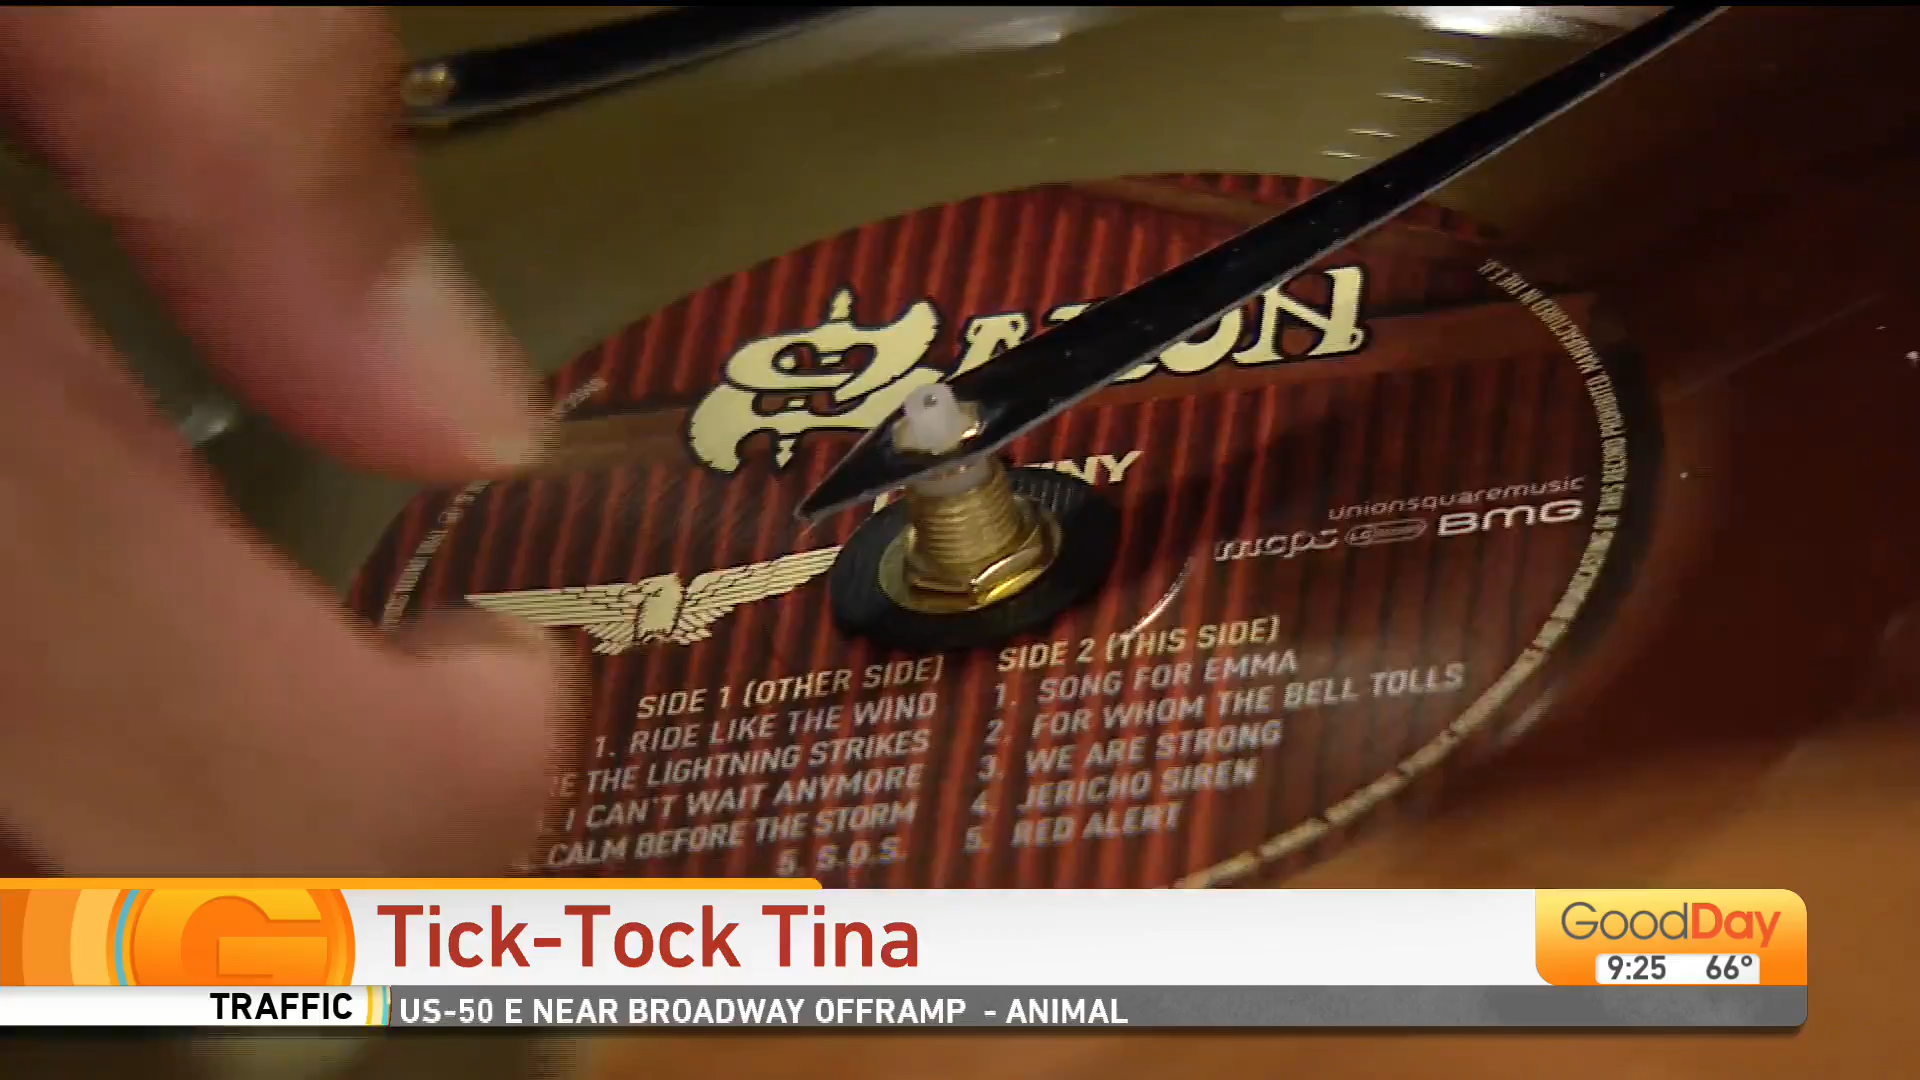 SAXON
unionsquaremusic
mcps BMG
SIDE 1 (OTHER SIDE)
1. RIDE LIKE THE WIND
THE LIGHTNING STRIKES
I CAN'T WAIT ANYMORE
CALM BEFORE THE STORM
5. S.O.S.
SIDE 2 (THIS SIDE)
1. SONG FOR EMMA
2. FOR WHOM THE BELL TOLLS
3. WE ARE STRONG
4. JERICHO SIREN
5. RED ALERT
Tick-Tock Tina
GoodDay
9:25 66°
TRAFFIC
US-50 E NEAR BROADWAY OFFRAMP - ANIMAL